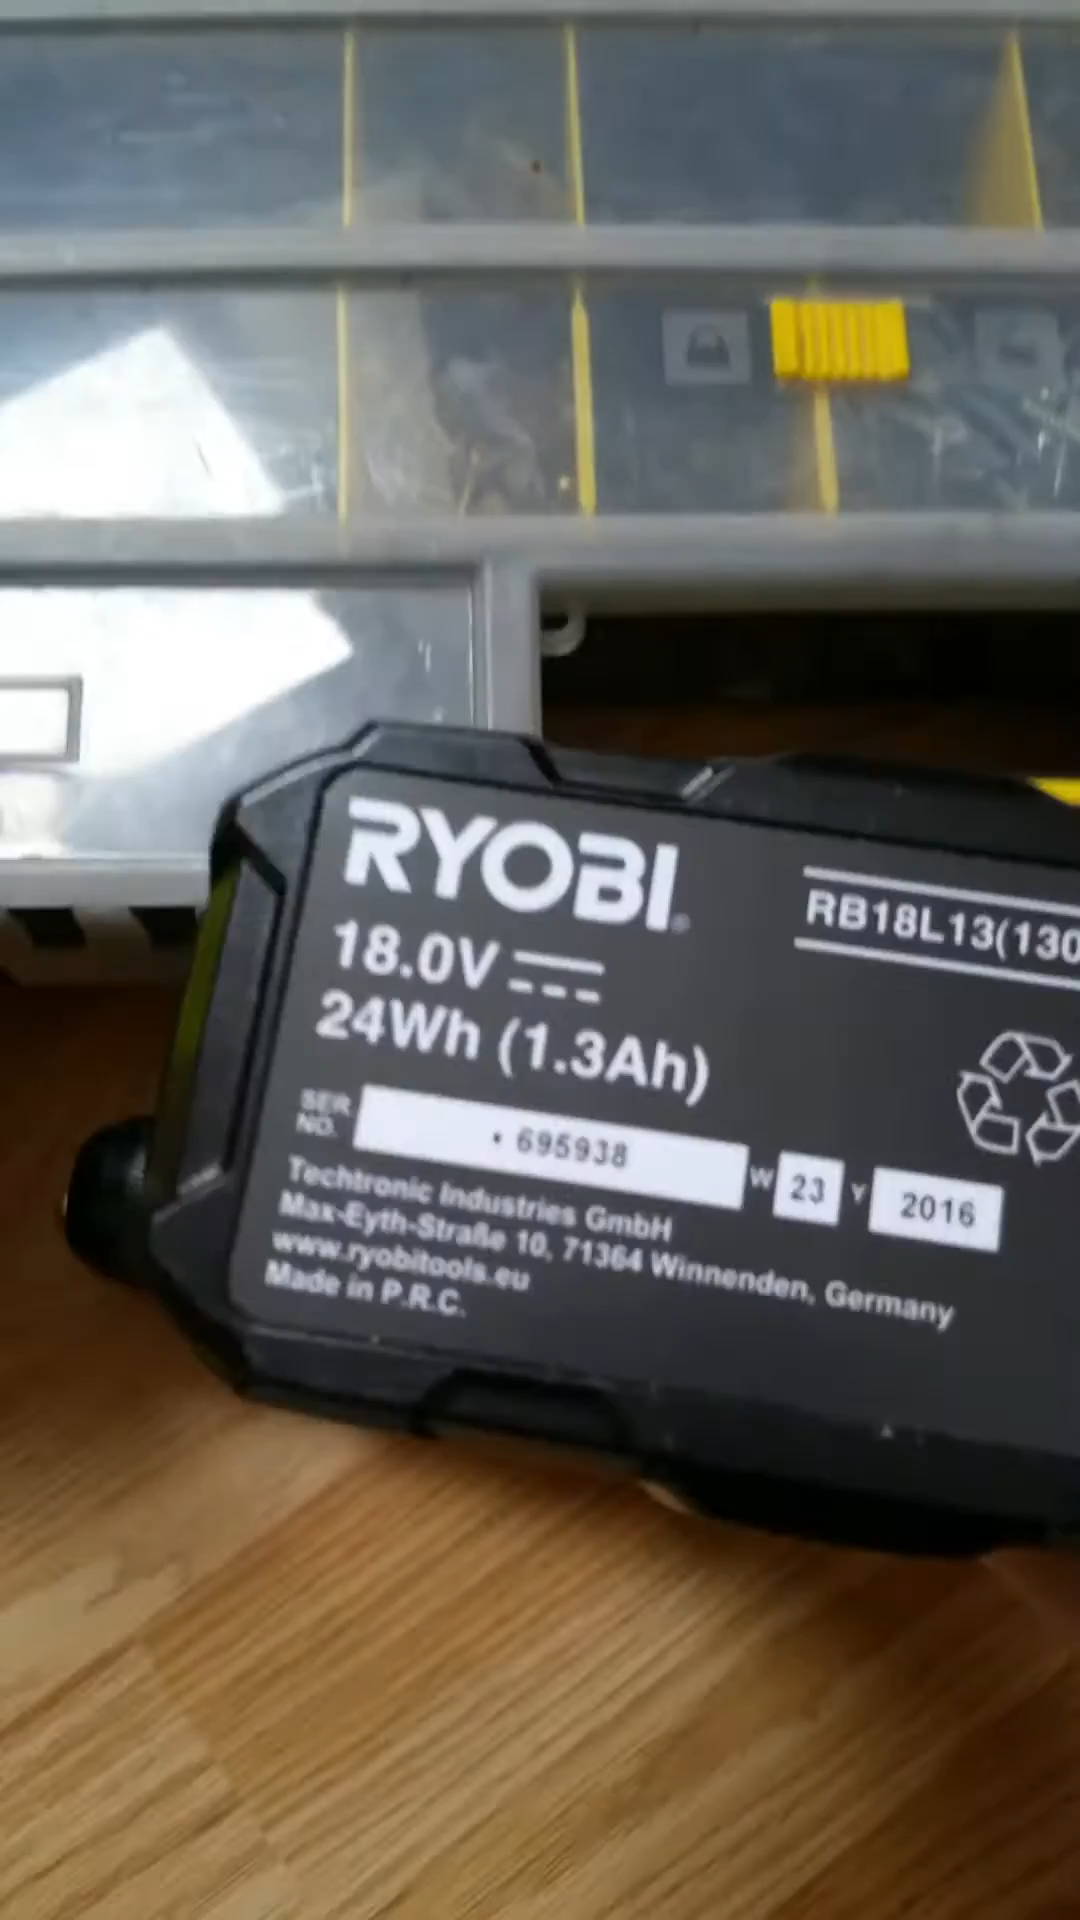 RYOBI
RB18L13(130
18.0V
24Wh (1.3Ah)
SER NO. • 695938 W 23 Y 2016
Techtronic Industries GmbH
Max-Eyth-Straße 10, 71364 Winnenden, Germany
www.ryobitools.eu
Made in P.R.C.